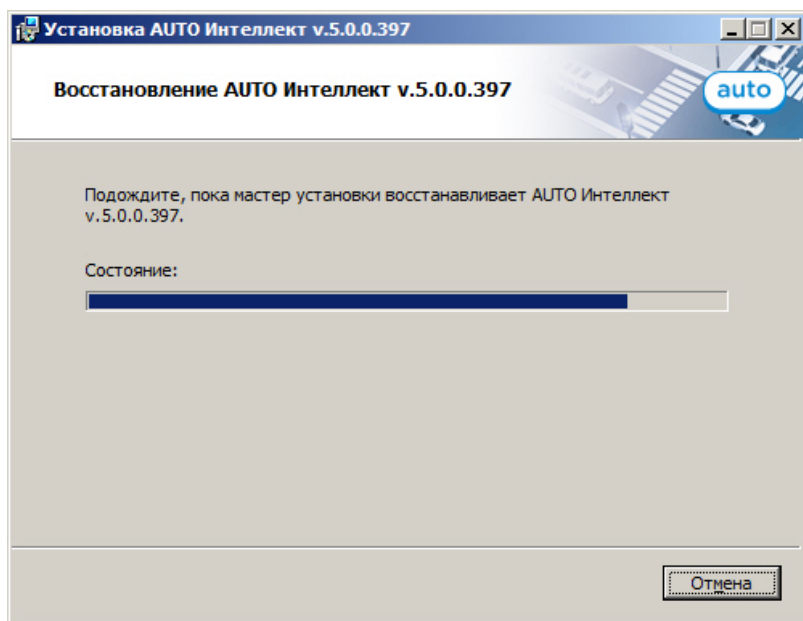 Установка AUTO Интеллект v.5.0.0.397
Восстановление AUTO Интеллект v.5.0.0.397
auto
Подождите, пока мастер установки восстанавливает AUTO Интеллект
v.5.0.0.397.
Состояние:
Отмена